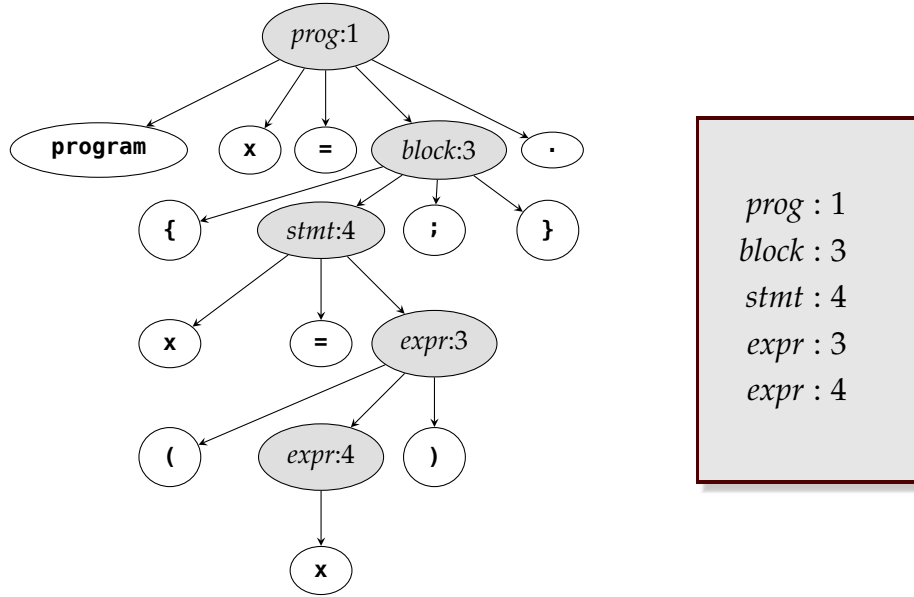 prog:1
program x = block:3 .
{ stmt:4 ; }
x = expr:3
( expr:4 )
x
prog : 1
block : 3
stmt : 4
expr : 3
expr : 4